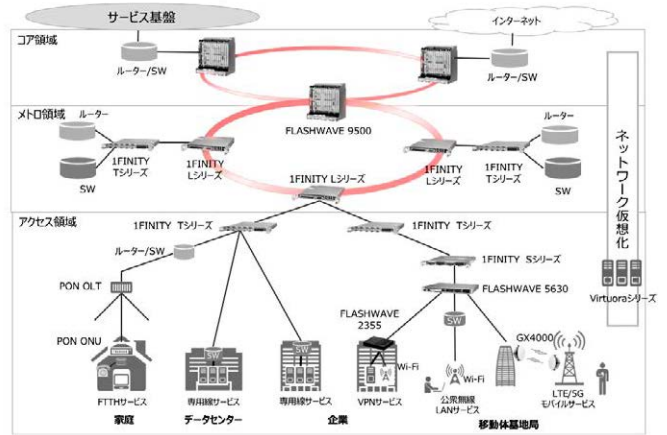 サービス基盤
インターネット
コア領域
ルーター/SW
ルーター/SW
FLASHWAVE 9500
メトロ領域
ルーター
ルーター
1FINITY
Tシリーズ
1FINITY
Lシリーズ
1FINITY
Lシリーズ
1FINITY
Tシリーズ
SW
SW
1FINITY Lシリーズ
ネットワーク仮想化
Virtuoraシリーズ
アクセス領域
1FINITY Tシリーズ
1FINITY Tシリーズ
ルーター/SW
1FINITY Sシリーズ
PON OLT
FLASHWAVE 5630
FLASHWAVE
2355
SW
GX4000
PON ONU
SW
SW
Wi-Fi
Wi-Fi
FTTHサービス
専用線サービス
専用線サービス
VPNサービス
公衆無線
LANサービス
LTE/5G
モバイルサービス
家庭
データセンター
企業
移動体基地局